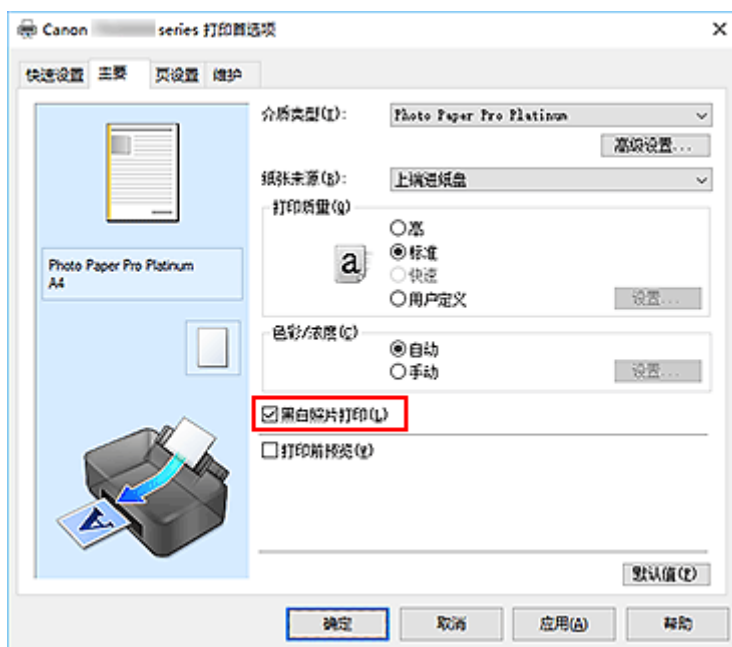 Canon series 打印首选项
快速设置 主要 页设置 维护
介质类型(I): Photo Paper Pro Platinum
高级设置...
纸张来源(B): 上端进纸盘
打印质量(Q)
高
a 标准
快速
用户定义 设置...
Photo Paper Pro Platinum
A4
色彩/浓度(C)
自动
手动 设置...
黑白照片打印(L)
打印前预览(V)
A
默认值(F)
确定 取消 应用(A) 帮助